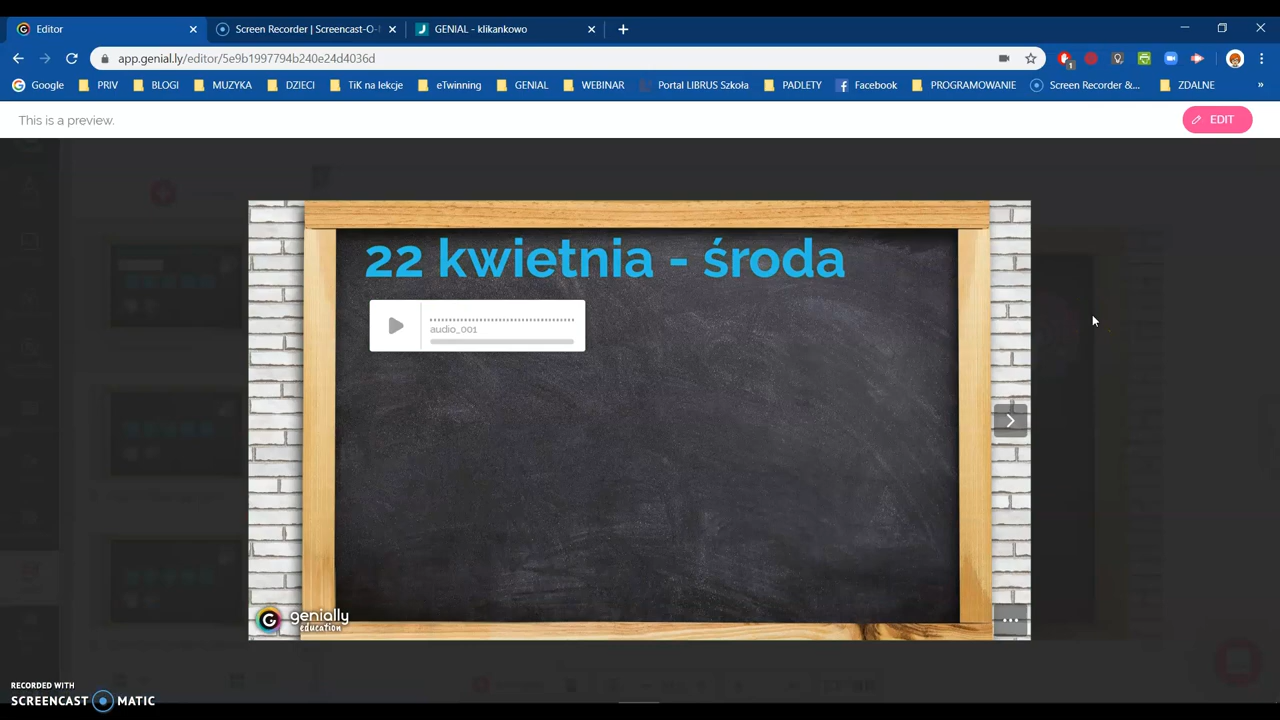 Editor
Screen Recorder | Screencast-O-
GENIAL - klikankowo
app.genial.ly/editor/5e9b1997794b240e24d4036d
1
Google
PRIV
BLOGI
MUZYKA
DZIECI
TiK na lekcje
eTwinning
GENIAL
WEBINAR
Portal LIBRUS Szkoła
PADLETY
Facebook
PROGRAMOWANIE
Screen Recorder &...
ZDALNE
»
This is a preview.
EDIT
22 kwietnia - środa
audio_001
genially
education
RECORDED WITH
SCREENCAST MATIC